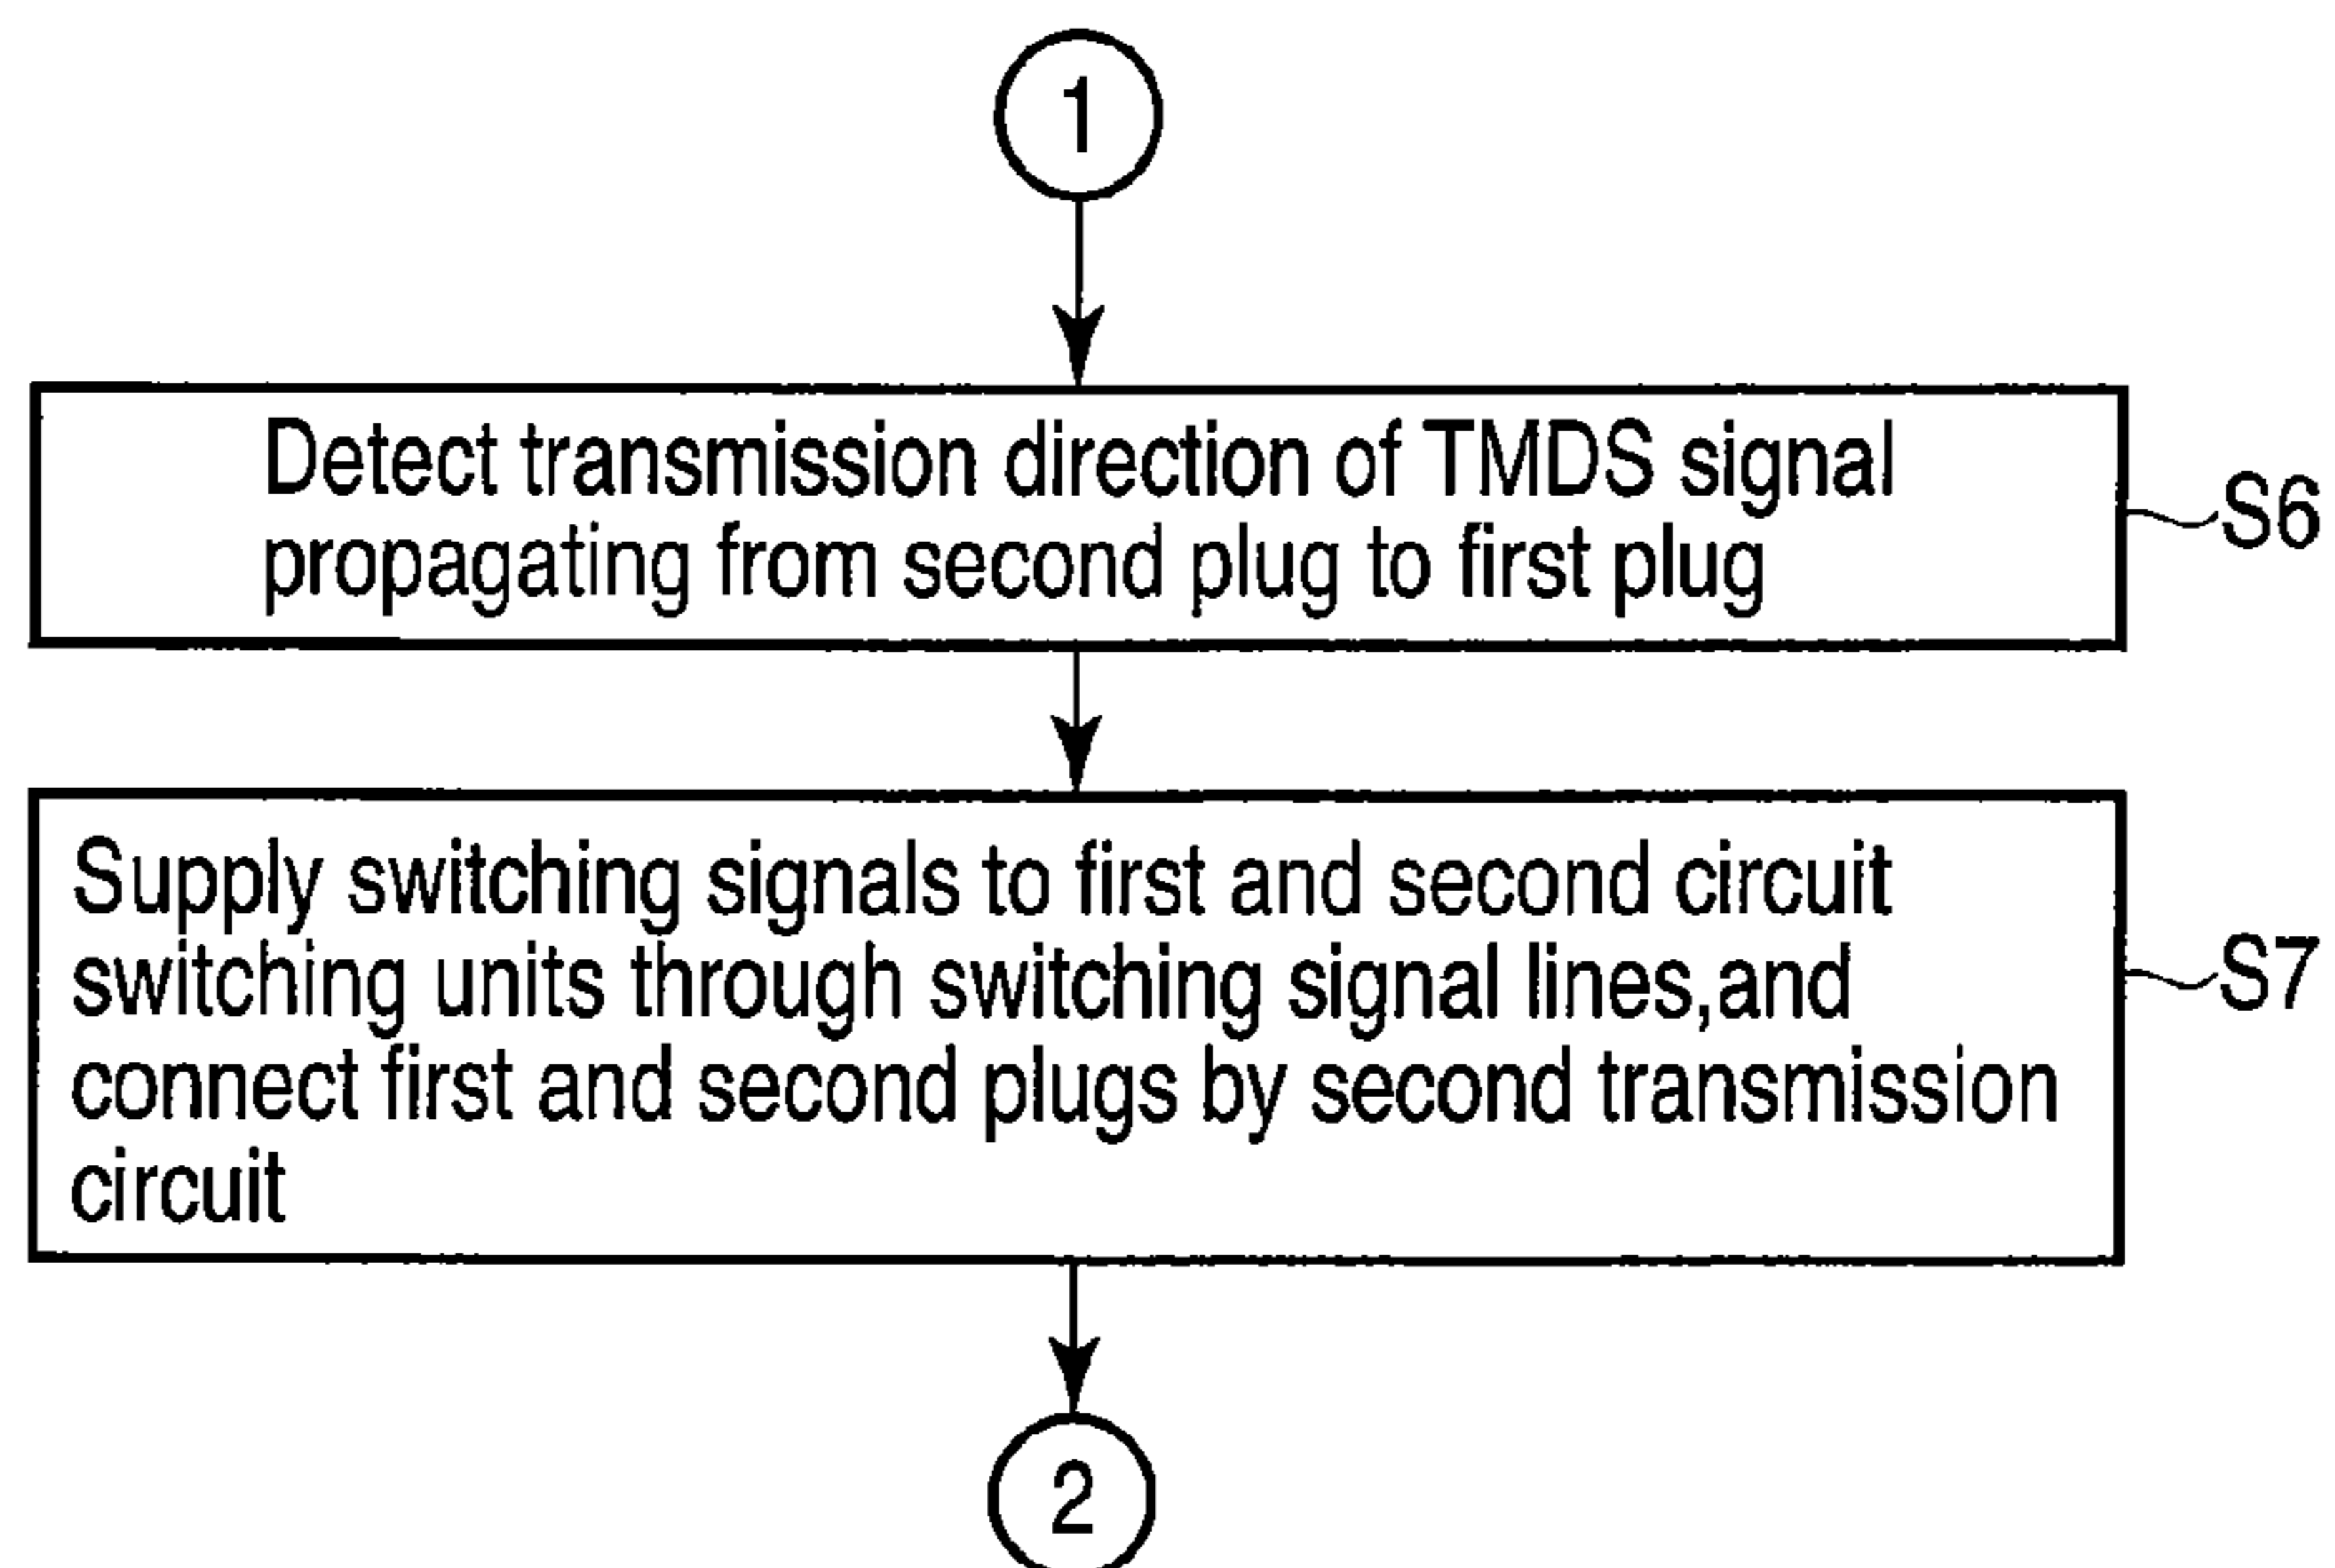 1
Detect transmission direction of TMDS signal
propagating from second plug to first plug
S6
Supply switching signals to first and second circuit
switching units through switching signal lines,and
connect first and second plugs by second transmission
circuit
S7
2